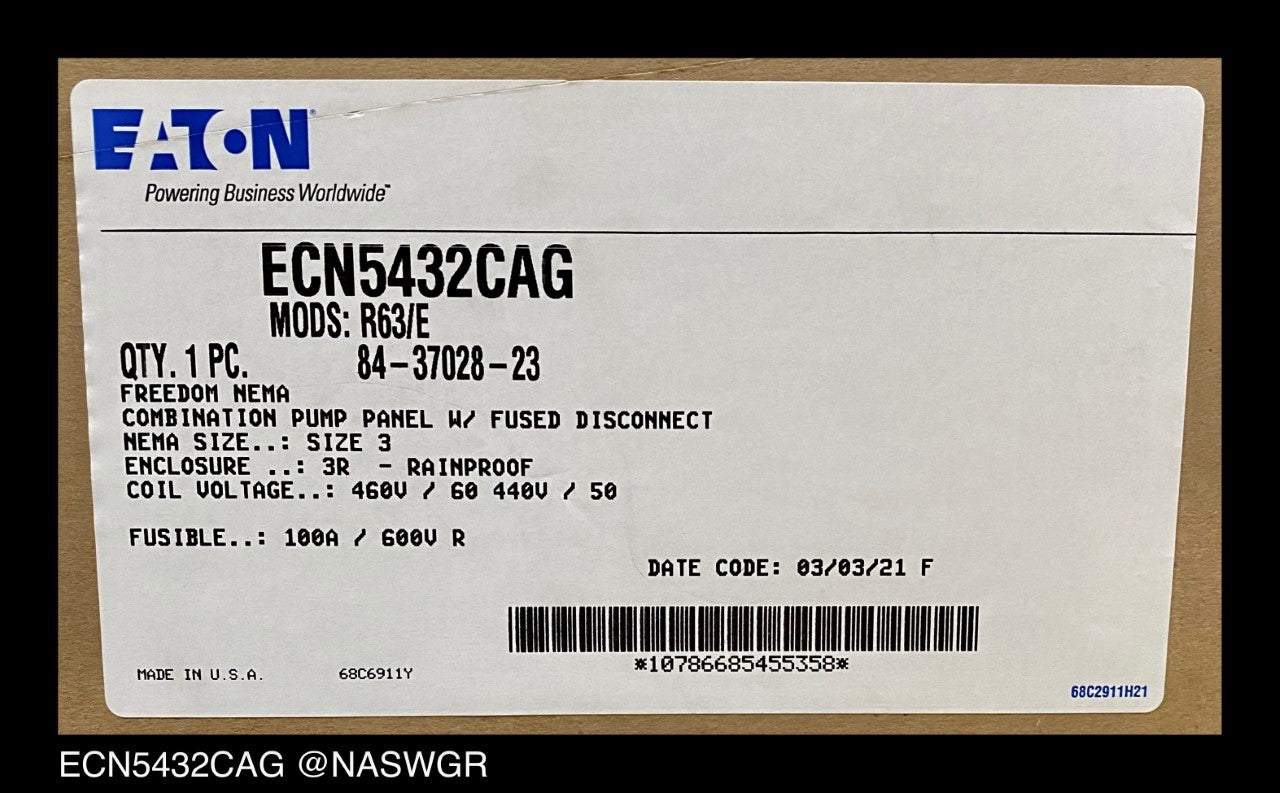 EATON®
Powering Business Worldwide™
ECN5432CAG
MODS: R63/E
QTY. 1 PC. 84-37028-23
FREEDOM NEMA
COMBINATION PUMP PANEL W/ FUSED DISCONNECT
NEMA SIZE..: SIZE 3
ENCLOSURE ..: 3R - RAINPROOF
COIL VOLTAGE..: 460V / 60 440V / 50
FUSIBLE..: 100A / 600V R
DATE CODE: 03/03/21 F
*10786685455358*
MADE IN U.S.A. 68C6911Y
68C2911H21
ECN5432CAG @NASWGR